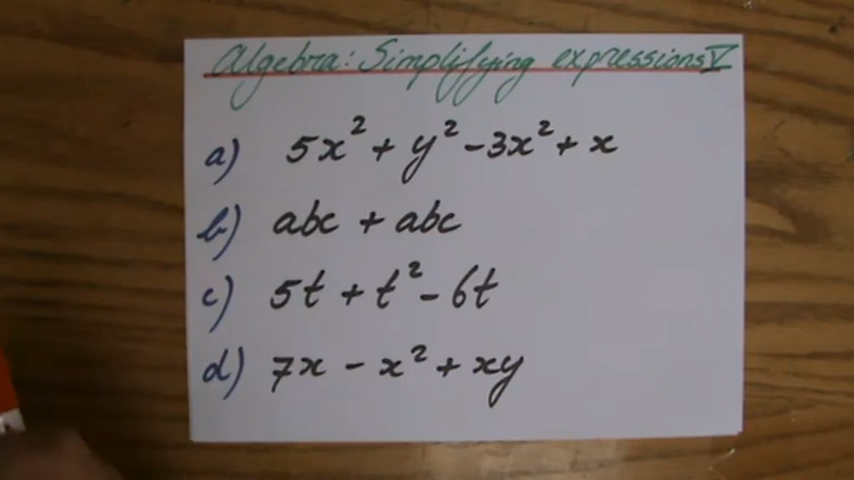 Algebra: Simplifying expressions V
a) 5x² + y² - 3x² + x
b) abc + abc
c) 5t + t² - 6t
d) 7x - x² + xy